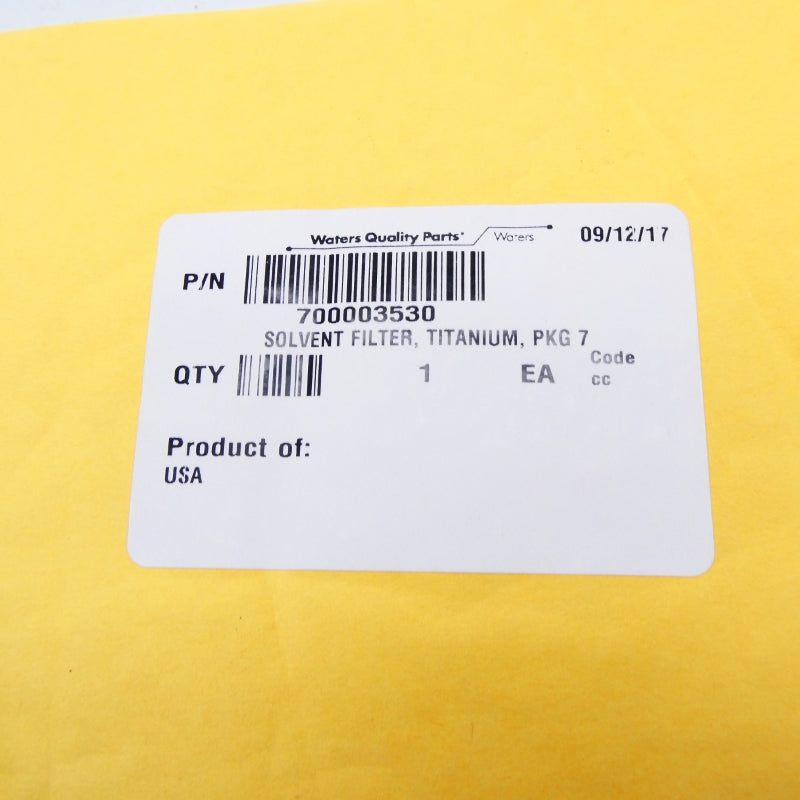 Waters Quality Parts® Waters 09/12/17
P/N
700003530
SOLVENT FILTER, TITANIUM, PKG 7
QTY 1 EA Code
cc
Product of:
USA